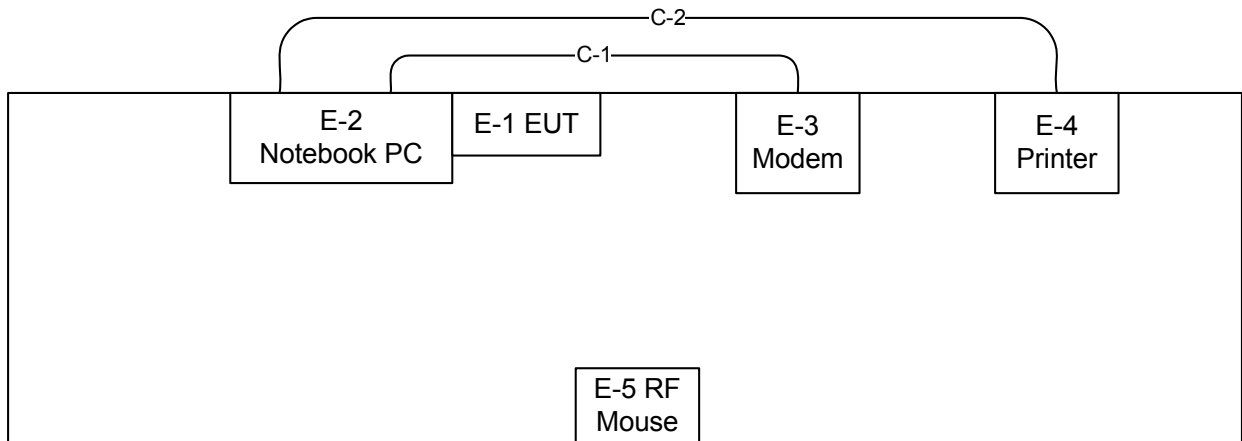 C-2
C-1
E-2
Notebook PC
E-1 EUT
E-3
Modem
E-4
Printer
E-5 RF
Mouse